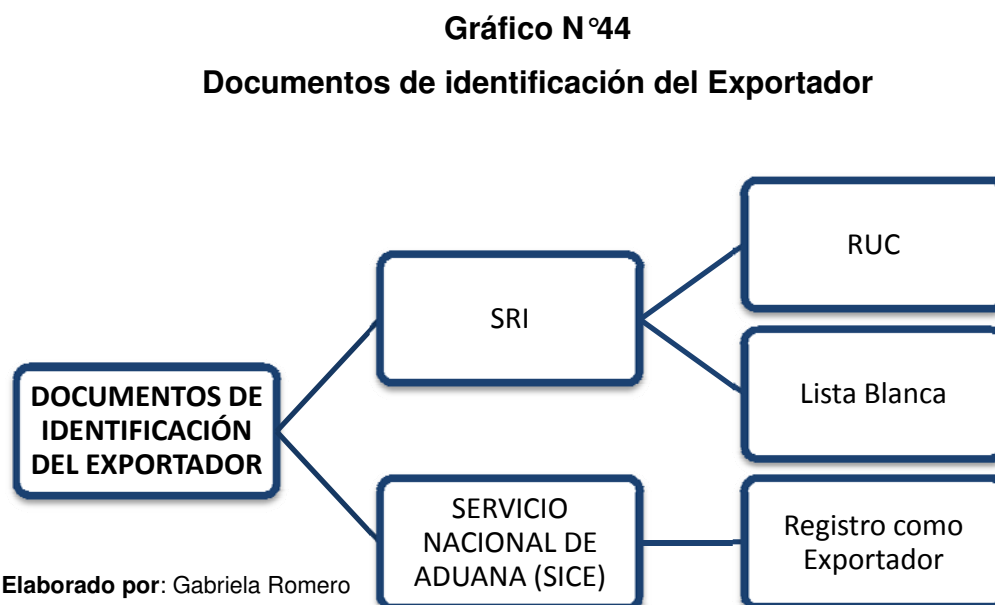 Gráfico N°44
Documentos de identificación del Exportador
RUC
SRI
Lista Blanca
DOCUMENTOS DE
IDENTIFICACIÓN
DEL EXPORTADOR
SERVICIO
NACIONAL DE
ADUANA (SICE)
Registro como
Exportador
Elaborado por: Gabriela Romero